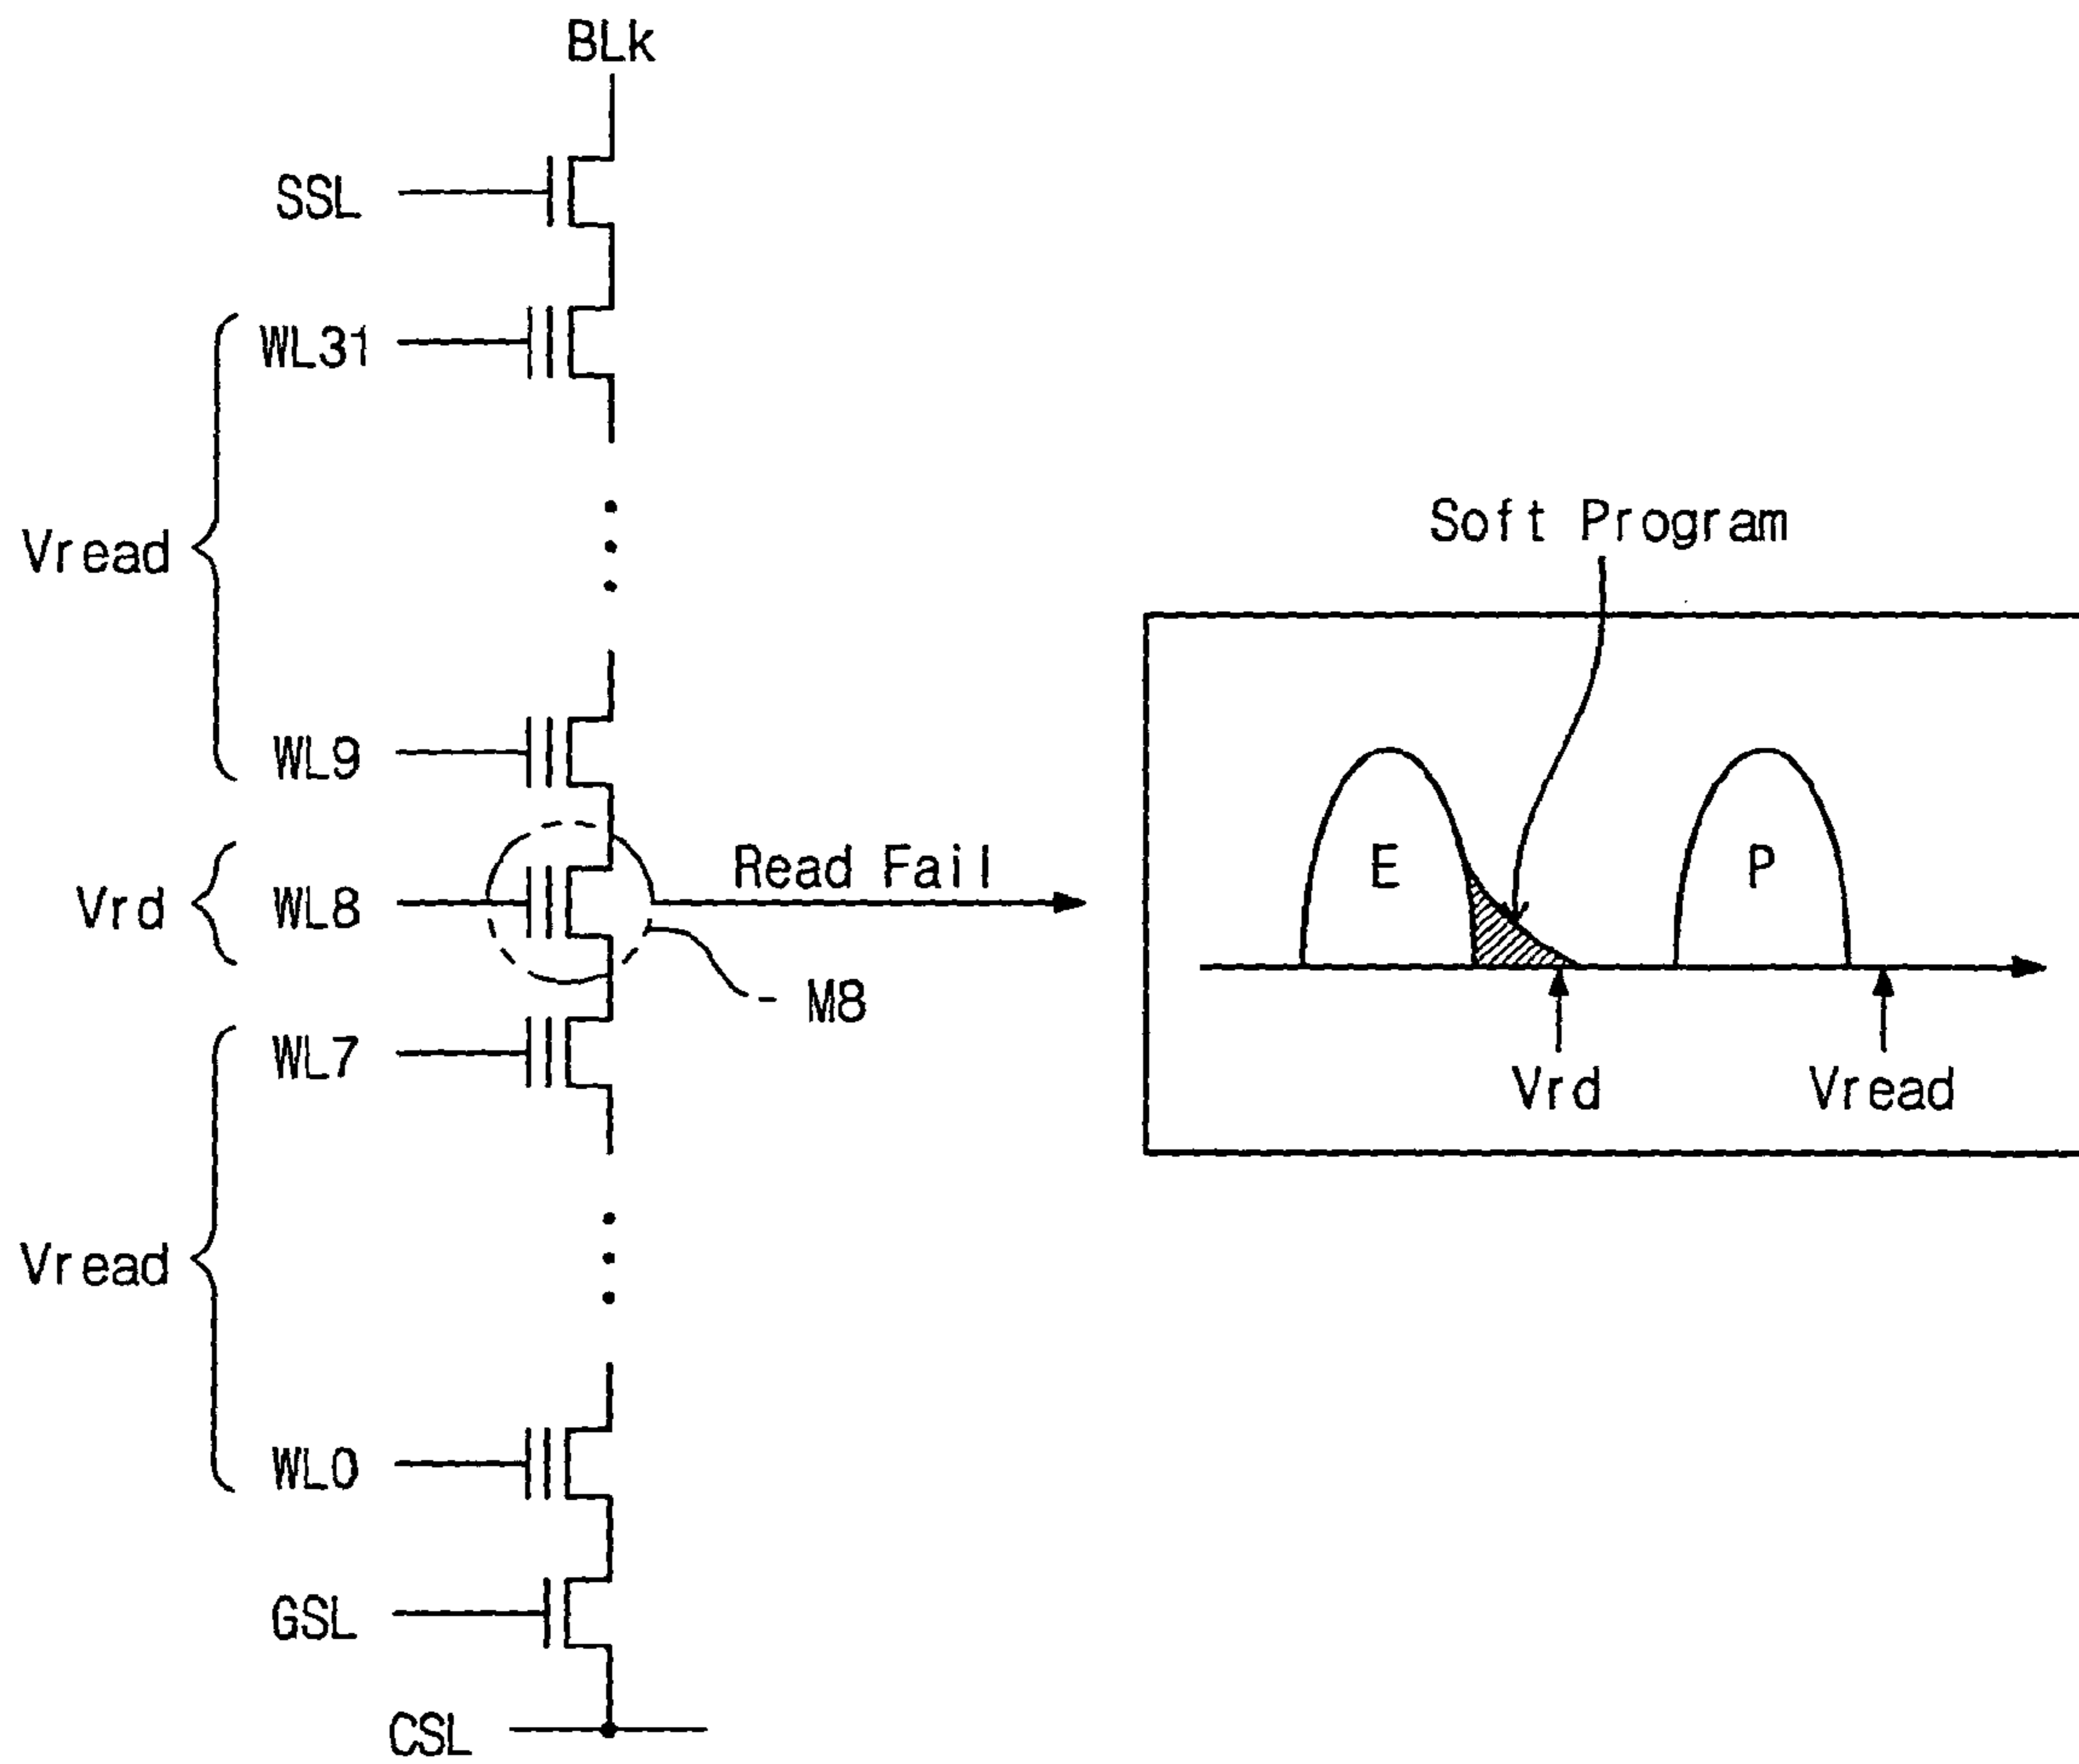 BLk
SSL
WL31
Vread
WL9
Vrd
WL8
Read Fail
M8
WL7
Vread
WL0
GSL
CSL
Soft Program
E
P
Vrd
Vread